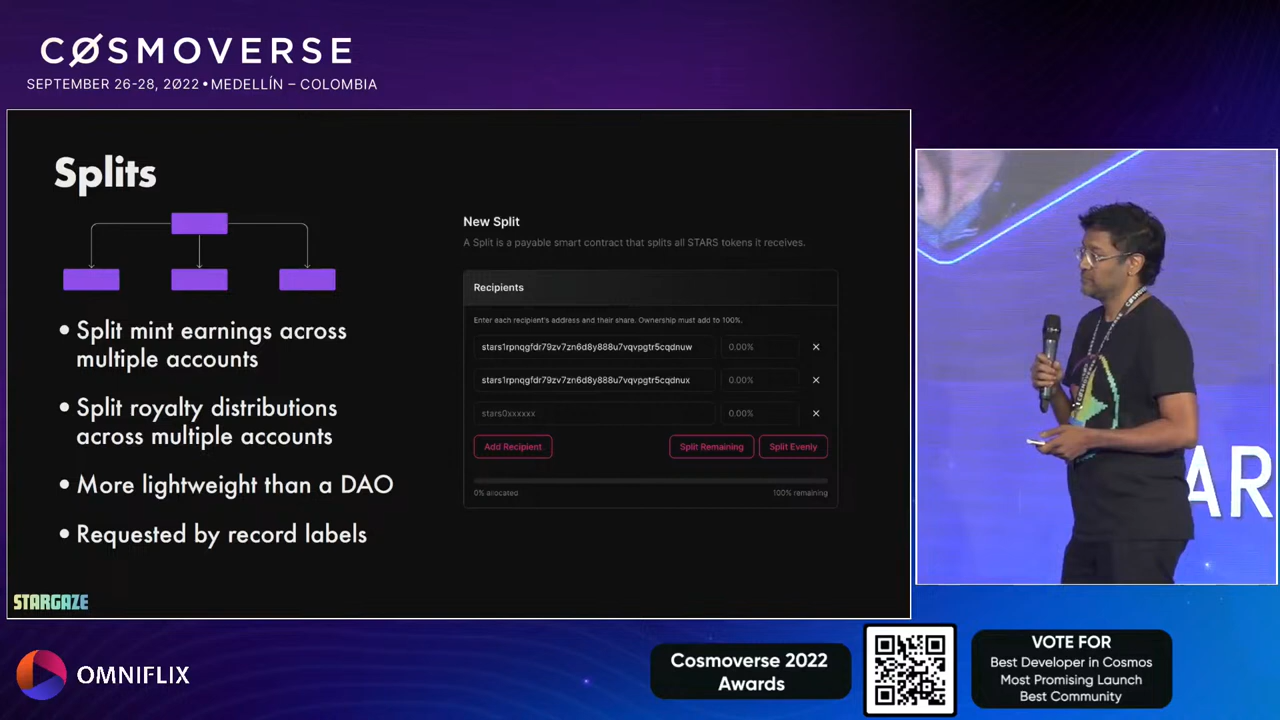 CØSMOVERSE
SEPTEMBER 26-28, 2022 • MEDELLÍN – COLOMBIA
Splits
• Split mint earnings across
multiple accounts
• Split royalty distributions
across multiple accounts
• More lightweight than a DAO
• Requested by record labels
STARGAZE
New Split
A Split is a payable smart contract that splits all STARS tokens it receives.
Recipients
Enter each recipient's address and their share. Ownership must add to 100%.
stars1rpnqgfdr79zv7zn6d8y888u7vqvpgtr5cqdnuw 0.00% ✕
stars1rpnqgfdr79zv7zn6d8y888u7vqvpgtr5cqdnux 0.00% ✕
stars0xxxxxx 0.00% ✕
Add Recipient Split Remaining Split Evenly
0% allocated 100% remaining
AR
OMNIFLIX
Cosmoverse 2022
Awards
VOTE FOR
Best Developer in Cosmos
Most Promising Launch
Best Community